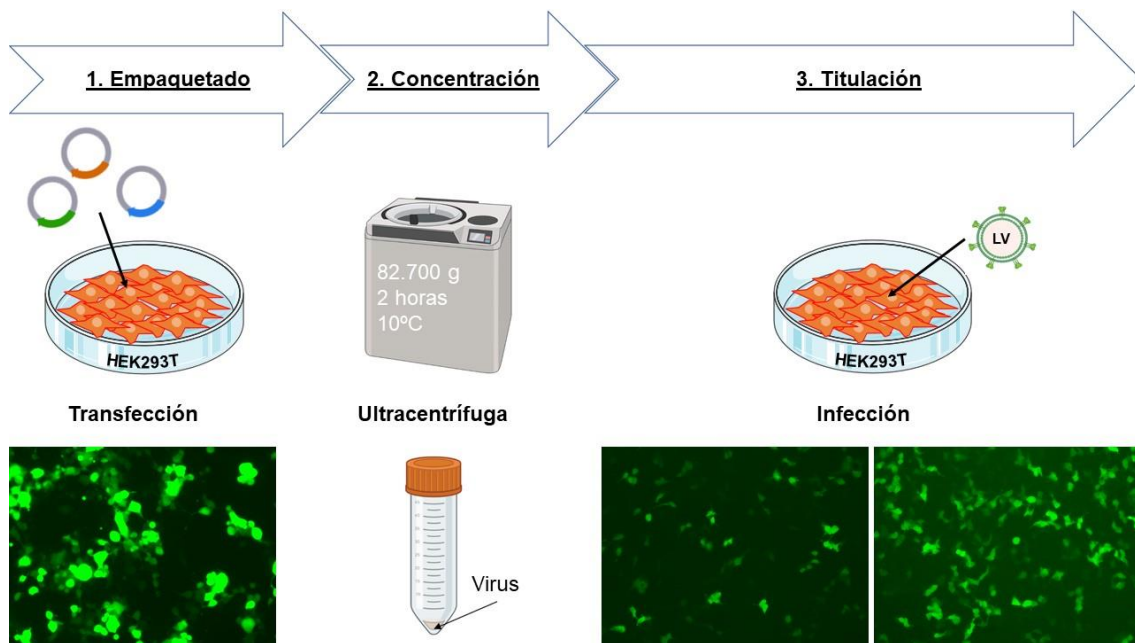 1. Empaquetado
2. Concentración
3. Titulación
HEK293T
Transfección
82.700 g
2 horas
10ºC
Ultracentrífuga
Virus
LV
HEK293T
Infección